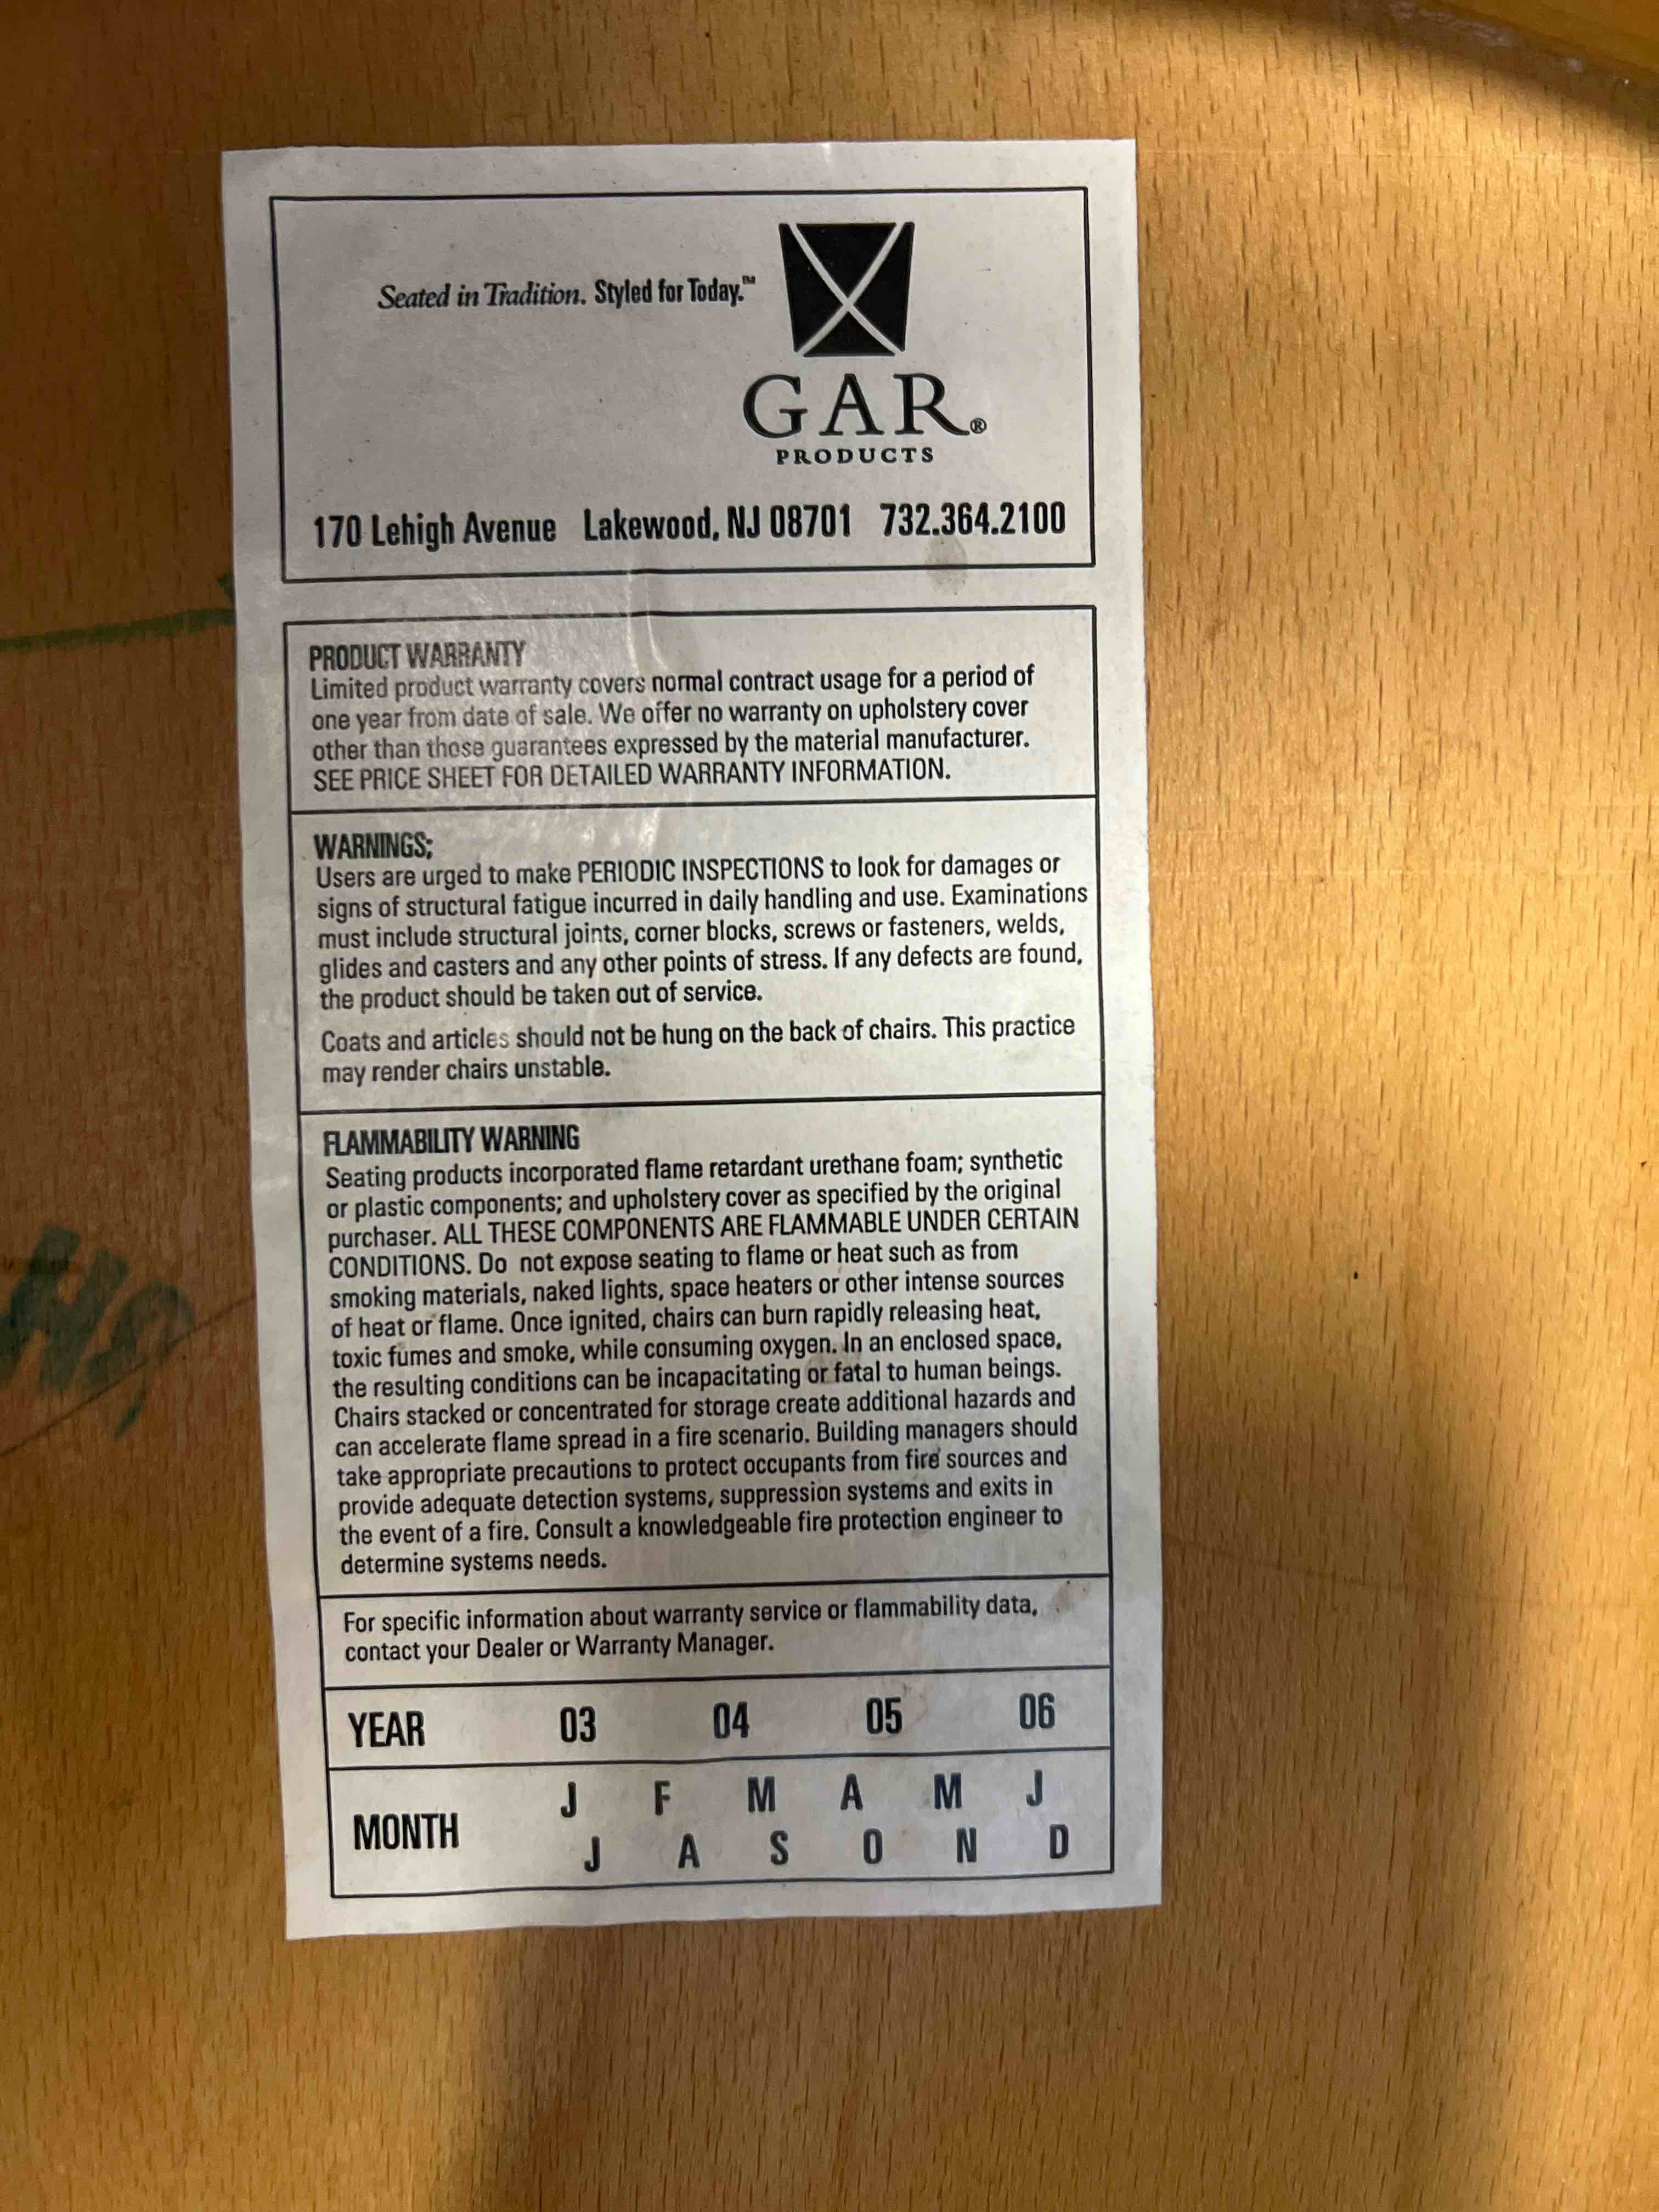 Seated in Tradition. Styled for Today.™
GAR®
PRODUCTS
170 Lehigh Avenue Lakewood, NJ 08701 732.364.2100
PRODUCT WARRANTY
Limited product warranty covers normal contract usage for a period of
one year from date of sale. We offer no warranty on upholstery cover
other than those guarantees expressed by the material manufacturer.
SEE PRICE SHEET FOR DETAILED WARRANTY INFORMATION.
WARNINGS;
Users are urged to make PERIODIC INSPECTIONS to look for damages or
signs of structural fatigue incurred in daily handling and use. Examinations
must include structural joints, corner blocks, screws or fasteners, welds,
glides and casters and any other points of stress. If any defects are found,
the product should be taken out of service.
Coats and articles should not be hung on the back of chairs. This practice
may render chairs unstable.
FLAMMABILITY WARNING
Seating products incorporated flame retardant urethane foam; synthetic
or plastic components; and upholstery cover as specified by the original
purchaser. ALL THESE COMPONENTS ARE FLAMMABLE UNDER CERTAIN
CONDITIONS. Do not expose seating to flame or heat such as from
smoking materials, naked lights, space heaters or other intense sources
of heat or flame. Once ignited, chairs can burn rapidly releasing heat,
toxic fumes and smoke, while consuming oxygen. In an enclosed space,
the resulting conditions can be incapacitating or fatal to human beings.
Chairs stacked or concentrated for storage create additional hazards and
can accelerate flame spread in a fire scenario. Building managers should
take appropriate precautions to protect occupants from fire sources and
provide adequate detection systems, suppression systems and exits in
the event of a fire. Consult a knowledgeable fire protection engineer to
determine systems needs.
For specific information about warranty service or flammability data,
contact your Dealer or Warranty Manager.
YEAR 03 04 05 06
MONTH J F M A M J
J A S O N D